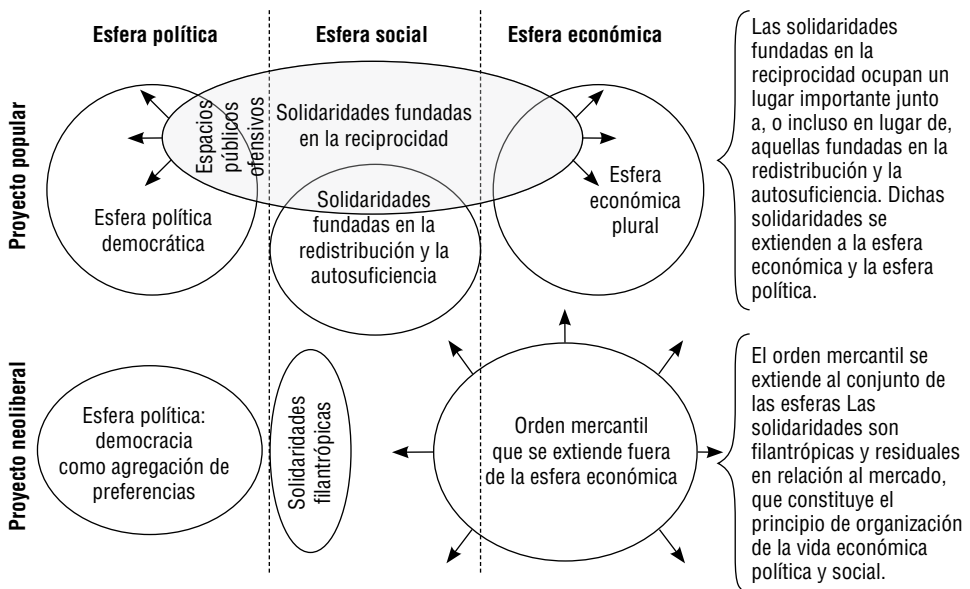 Esfera política
Esfera social
Esfera económica
Proyecto popular
Espacios
públicos
ofensivos
Solidaridades fundadas
en la reciprocidad
Esfera política
democrática
Solidaridades
fundadas en la
redistribución y la
autosuficiencia
Esfera
económica
plural
Las solidaridades
fundadas en la
reciprocidad ocupan un
lugar importante junto
a, o incluso en lugar de,
aquellas fundadas en la
redistribución y la
autosuficiencia. Dichas
solidaridades se
extienden a la esfera
económica y la esfera
política.
Proyecto neoliberal
Esfera política:
democracia
como agregación de
preferencias
Solidaridades
filantrópicas
Orden mercantil
que se extiende fuera
de la esfera económica
El orden mercantil se
extiende al conjunto de
las esferas Las
solidaridades son
filantrópicas y residuales
en relación al mercado,
que constituye el
principio de organización
de la vida económica
política y social.